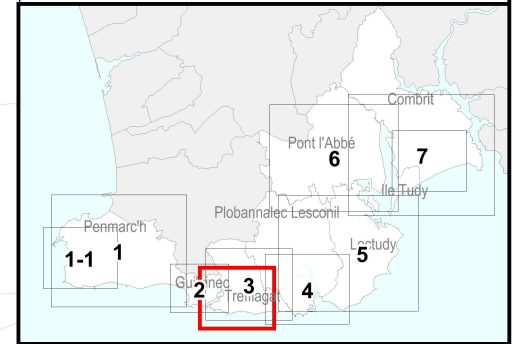 Combrit
Pont l'Abbé
6
7
Ile Tudy
Plobannalec Lesconil
Penmarc'h
1-1
1
Loctudy
5
Guilvinec
2
3
Treffiagat
4